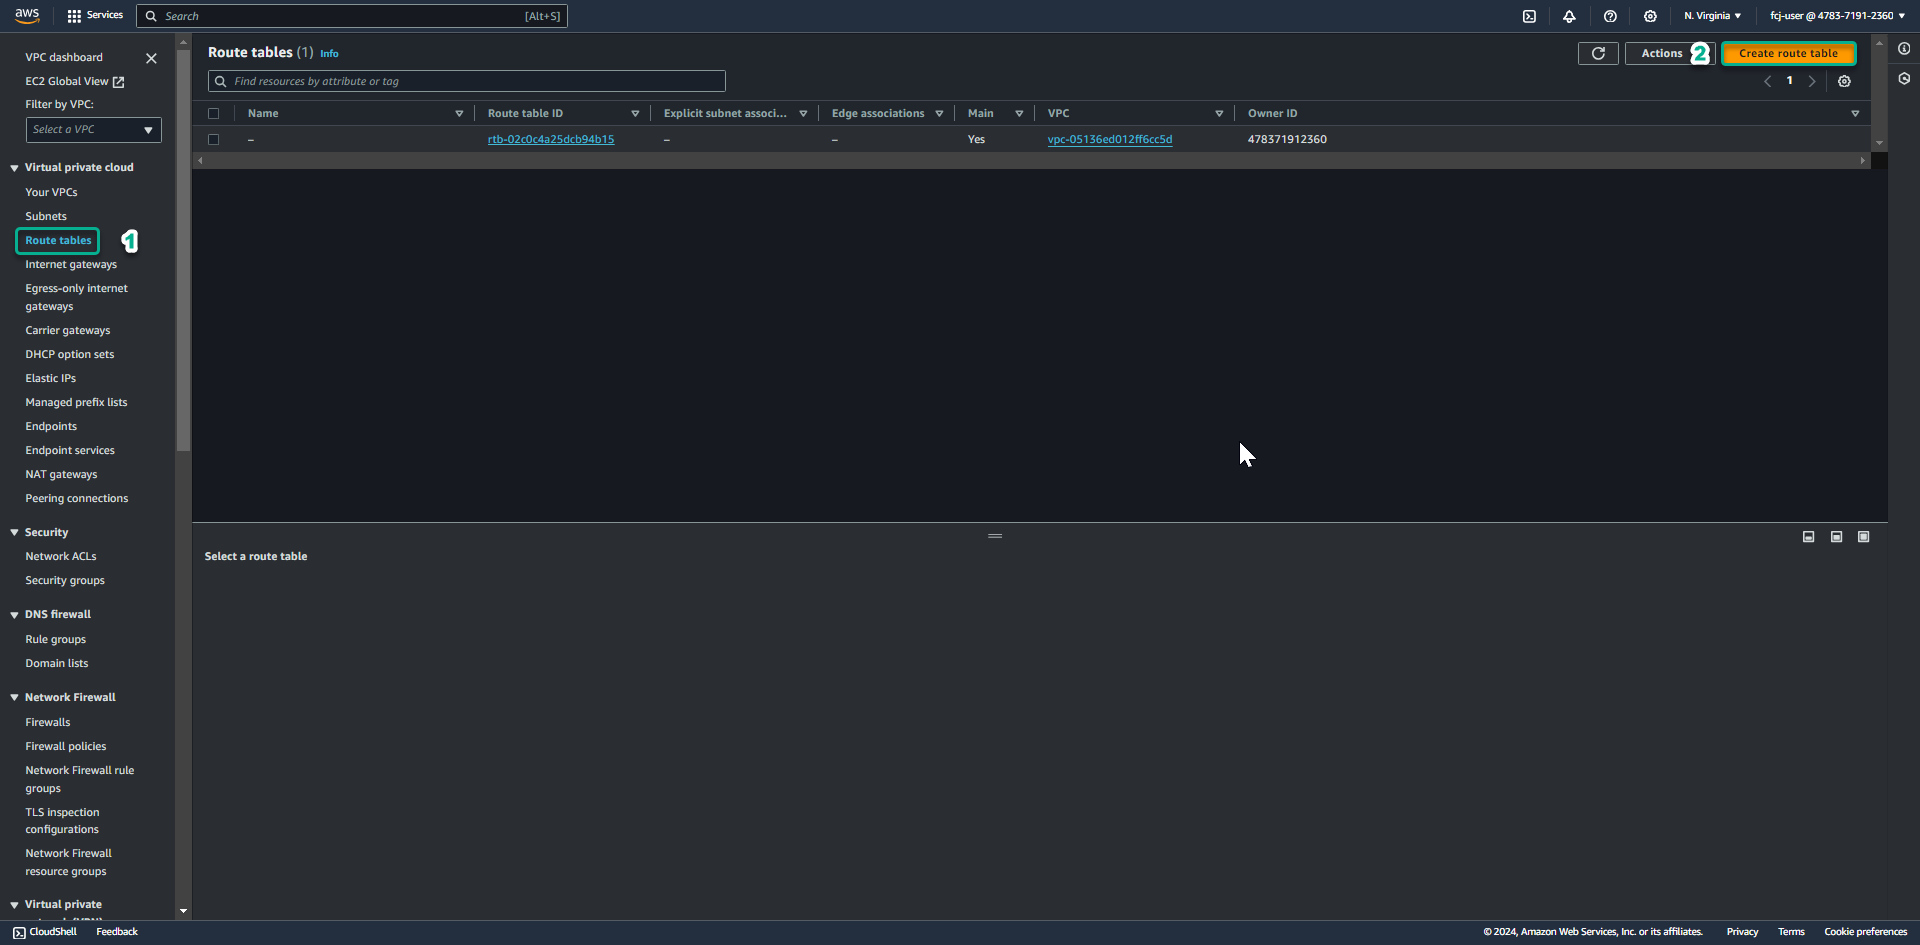 aws
Services
Search
[Alt+S]
N. Virginia
fcj-user @ 4783-7191-2360
VPC dashboard
EC2 Global View
Filter by VPC:
Select a VPC
Virtual private cloud
Your VPCs
Subnets
Route tables
1
Internet gateways
Egress-only internet
gateways
Carrier gateways
DHCP option sets
Elastic IPs
Managed prefix lists
Endpoints
Endpoint services
NAT gateways
Peering connections
Security
Network ACLs
Security groups
DNS firewall
Rule groups
Domain lists
Network Firewall
Firewalls
Firewall policies
Network Firewall rule
groups
TLS inspection
configurations
Network Firewall
resource groups
Virtual private
Route tables (1) Info
Actions
2
Create route table
Find resources by attribute or tag
1
Name Route table ID Explicit subnet associ... Edge associations Main VPC Owner ID
– rtb-02c0c4a25dcb94b15 – – Yes vpc-05136ed012ff6cc5d 478371912360
Select a route table
CloudShell
Feedback
© 2024, Amazon Web Services, Inc. or its affiliates.
Privacy
Terms
Cookie preferences